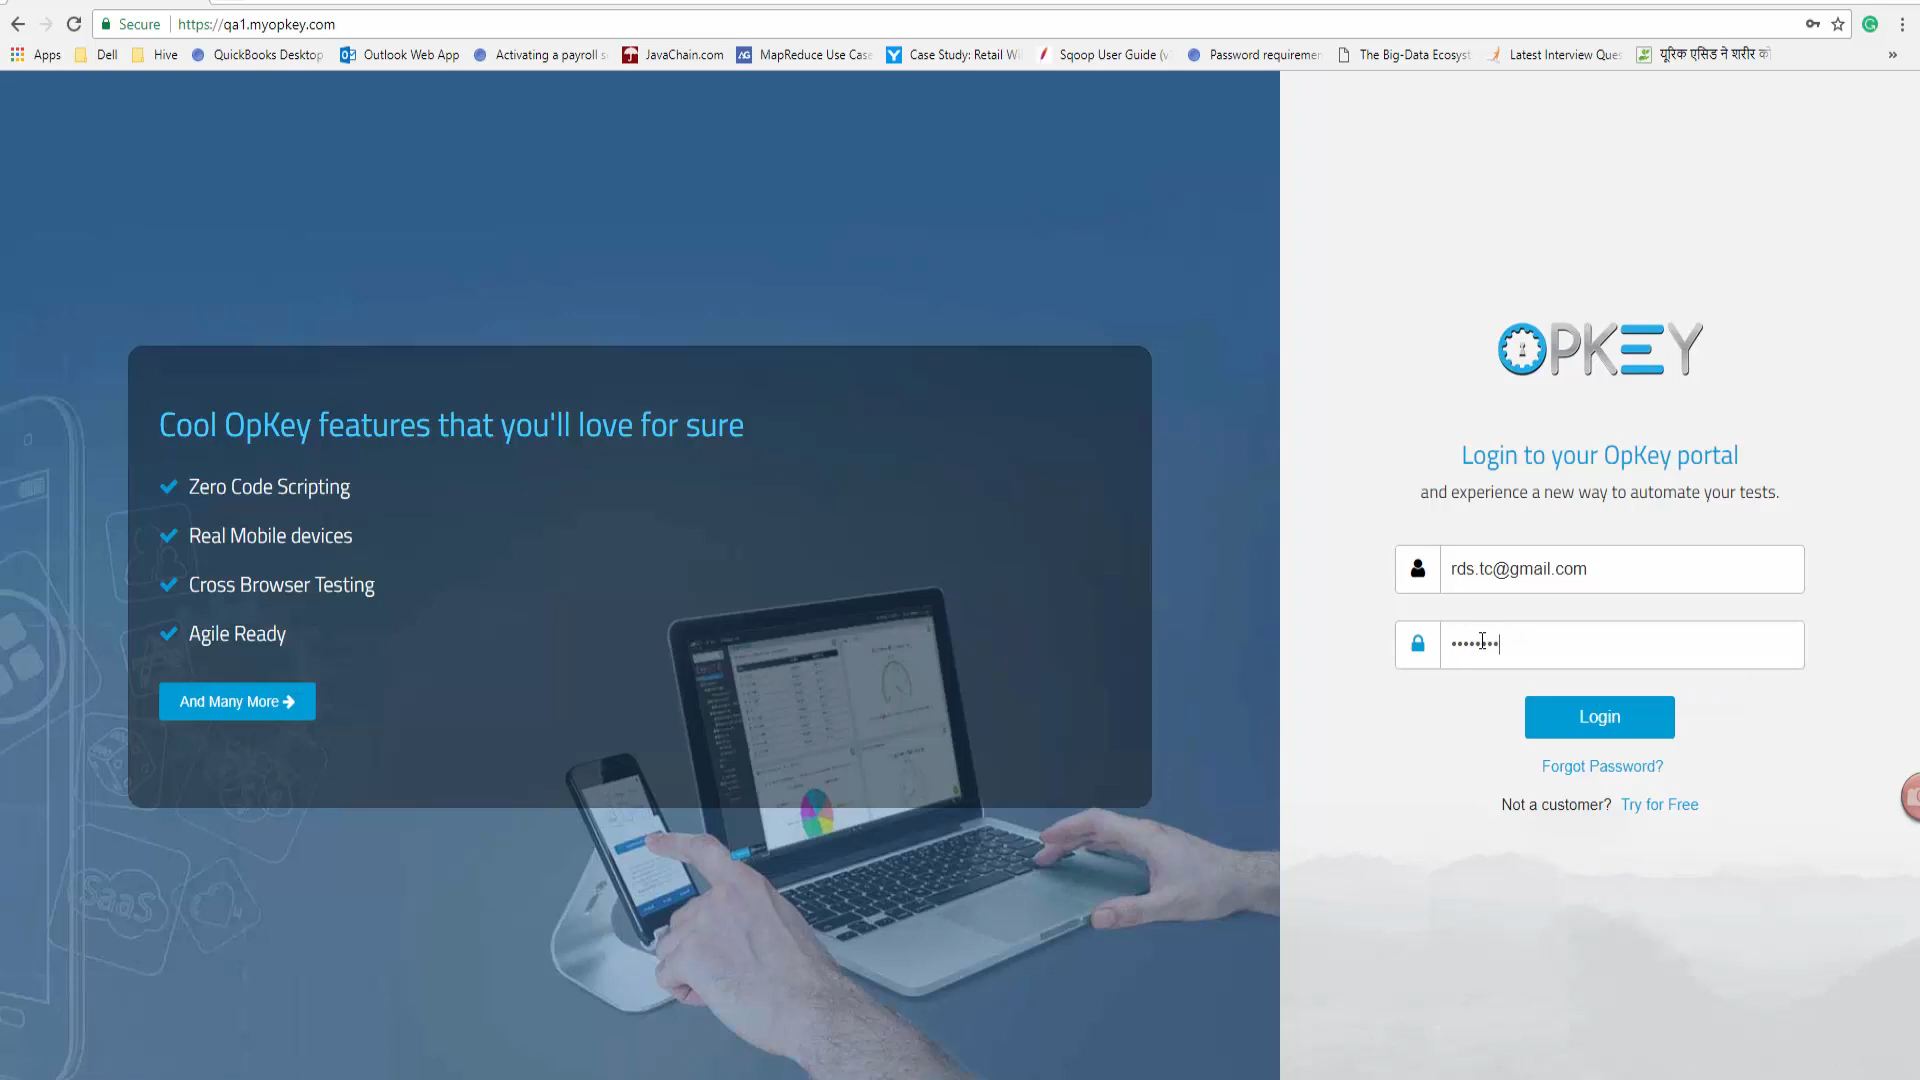 Secure https://qa1.myopkey.com
Apps Dell Hive QuickBooks Desktop Outlook Web App Activating a payroll s JavaChain.com MapReduce Use Case Case Study: Retail Wi Sqoop User Guide (v Password requiremen The Big-Data Ecosyst Latest Interview Ques यूरिक एसिड ने शरीर को »
OPKEY
Cool OpKey features that you'll love for sure
Zero Code Scripting
Real Mobile devices
Cross Browser Testing
Agile Ready
And Many More
Login to your OpKey portal
and experience a new way to automate your tests.
rds.tc@gmail.com
Login
Forgot Password?
Not a customer? Try for Free
SaaS